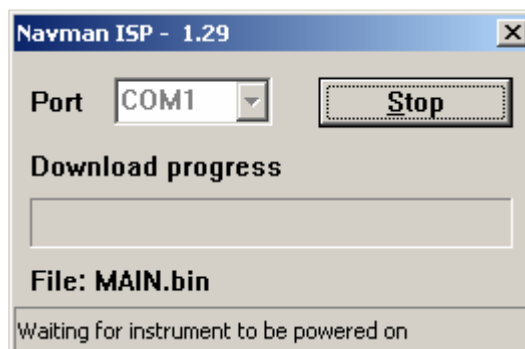 Navman ISP - 1.29
Port COM1 Stop
Download progress
File: MAIN.bin
Waiting for instrument to be powered on